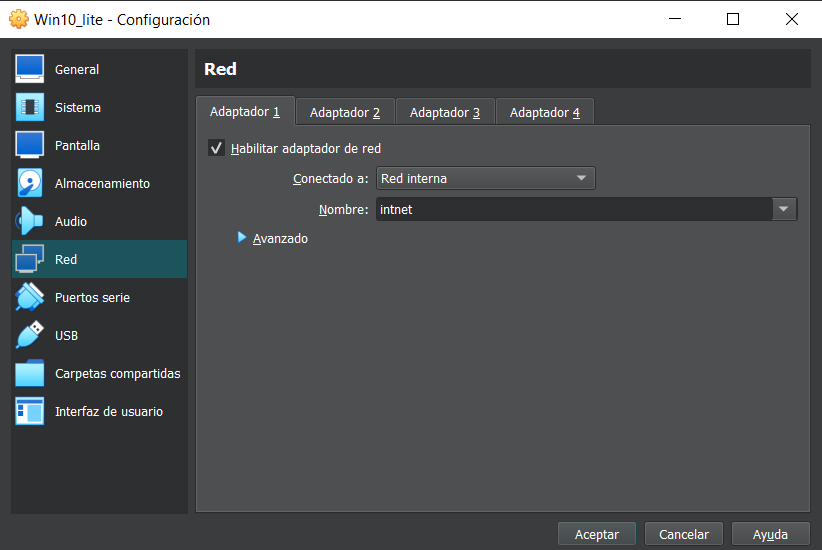 Win10_lite - Configuración
General
Sistema
Pantalla
Almacenamiento
Audio
Red
Puertos serie
USB
Carpetas compartidas
Interfaz de usuario
Red
Adaptador 1 Adaptador 2 Adaptador 3 Adaptador 4
Habilitar adaptador de red
Conectado a: Red interna
Nombre: intnet
Avanzado
Aceptar Cancelar Ayuda